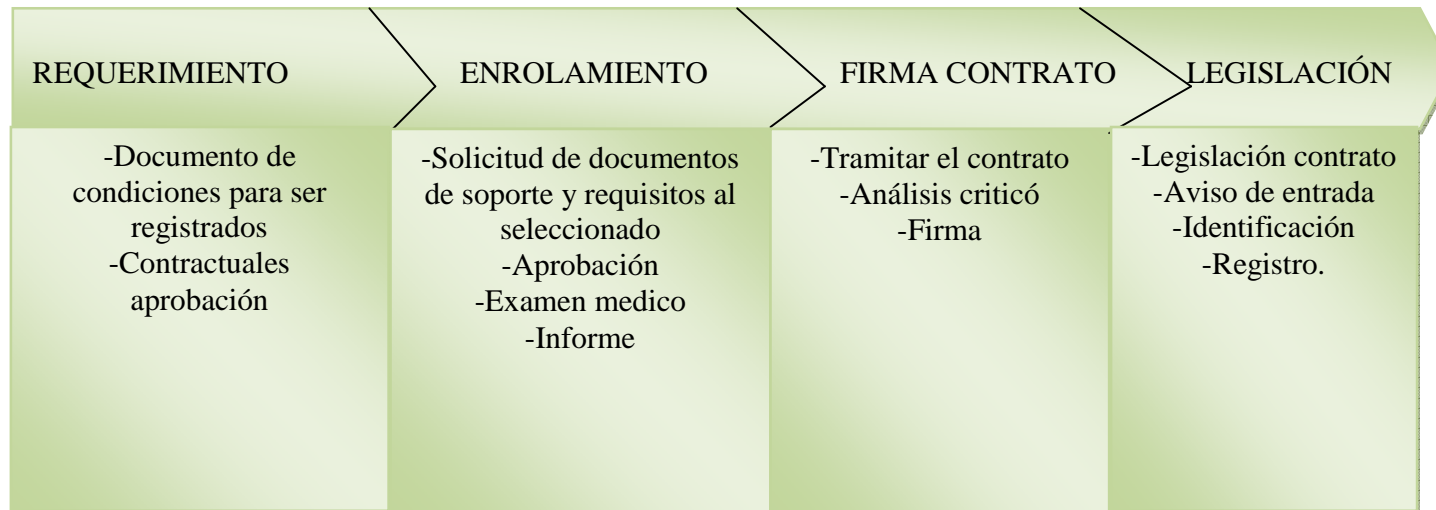 REQUERIMIENTO
ENROLAMIENTO
FIRMA CONTRATO
LEGISLACIÓN
-Documento de
condiciones para ser
registrados
-Contractuales
aprobación
-Solicitud de documentos
de soporte y requisitos al
seleccionado
-Aprobación
-Examen medico
-Informe
-Tramitar el contrato
-Análisis criticó
-Firma
-Legislación contrato
-Aviso de entrada
-Identificación
-Registro.